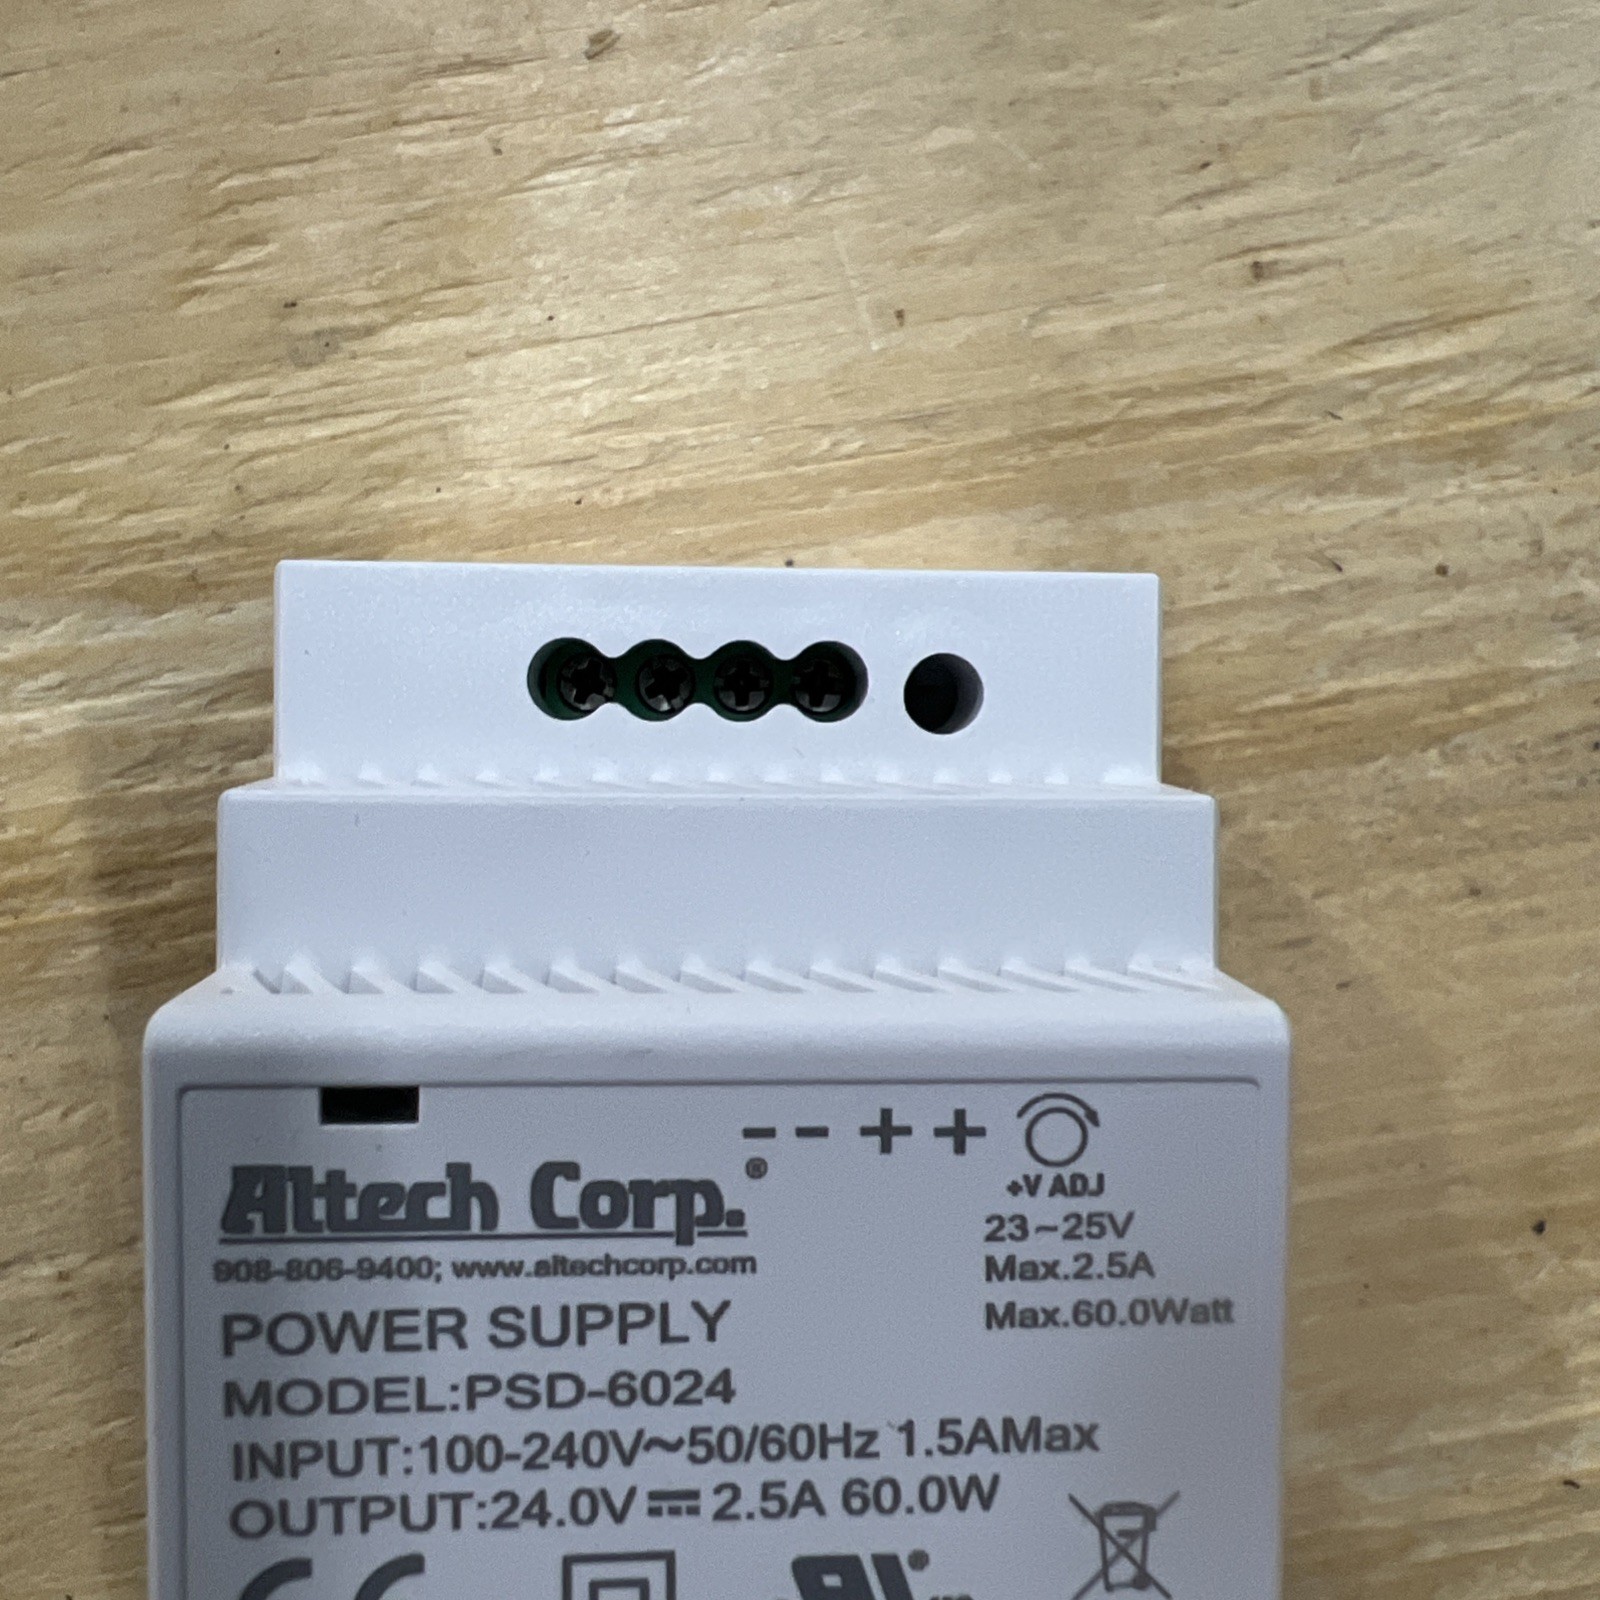 - - + +
+V ADJ
Altech Corp.®
23~25V
908-806-9400; www.altechcorp.com
Max.2.5A
POWER SUPPLY
Max.60.0Watt
MODEL:PSD-6024
INPUT:100-240V~50/60Hz 1.5AMax
OUTPUT:24.0V⎓2.5A 60.0W
CE